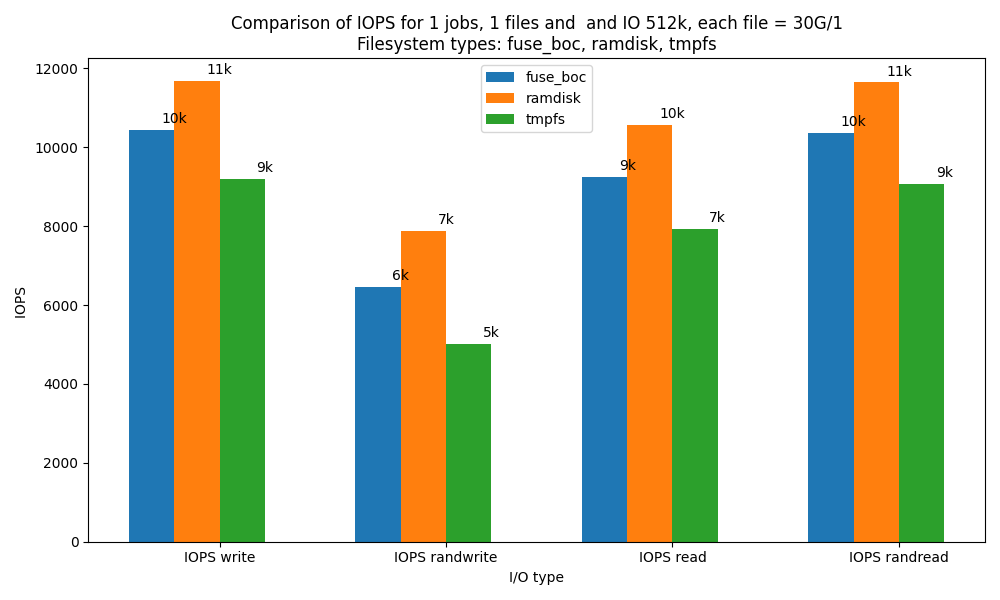 Comparison of IOPS for 1 jobs, 1 files and  and IO 512k, each file = 30G/1
Filesystem types: fuse_boc, ramdisk, tmpfs
fuse_boc
ramdisk
tmpfs
12000
10000
8000
6000
4000
2000
0
IOPS
10k
11k
9k
6k
7k
5k
9k
10k
7k
10k
11k
9k
IOPS write
IOPS randwrite
IOPS read
IOPS randread
I/O type